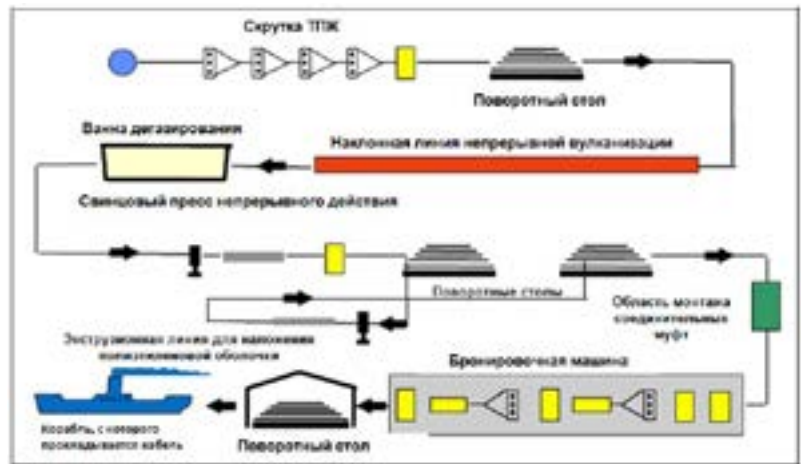 Скрутка ТПЖ
Поворотный стол
Ванна дегазирования
Наклонная линия непрерывной вулканизации
Свинцовый пресс непрерывного действия
Поворотные столы
Область монтажа
соединительных
муфт
Экструзионная линия для наложения
полиэтиленовой оболочки
Бронировочная машина
Корабль, с которого
прокладывается кабель
Поворотный стол